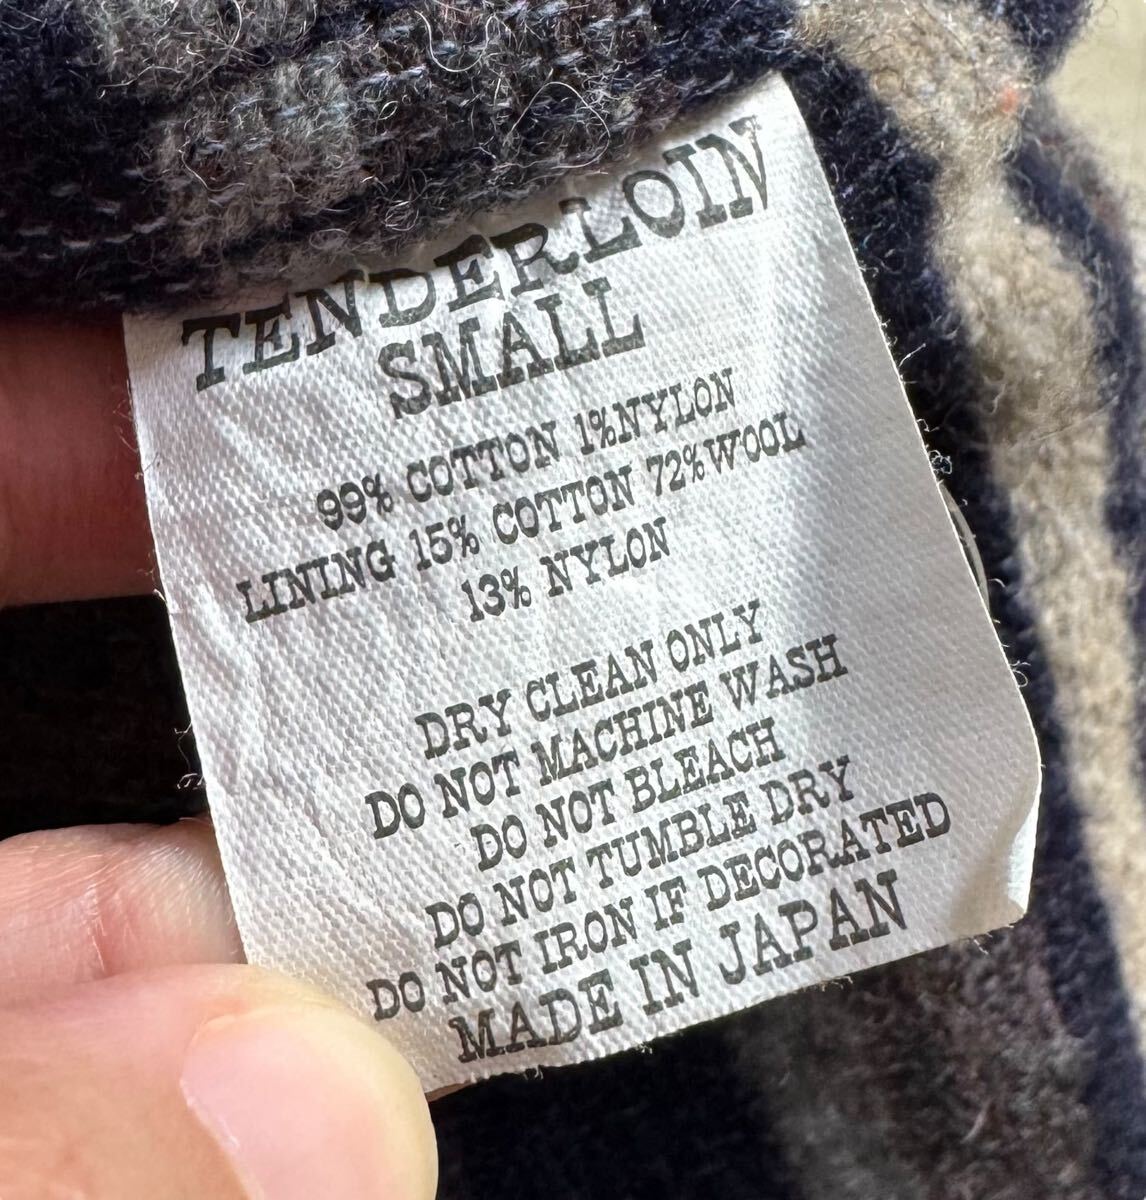 TENDERLOIN
SMALL
99% COTTON 1%NYLON
LINING 15% COTTON 72%WOOL
13% NYLON
DRY CLEAN ONLY
DO NOT MACHINE WASH
DO NOT BLEACH
DO NOT TUMBLE DRY
DO NOT IRON IF DECORATED
MADE IN JAPAN